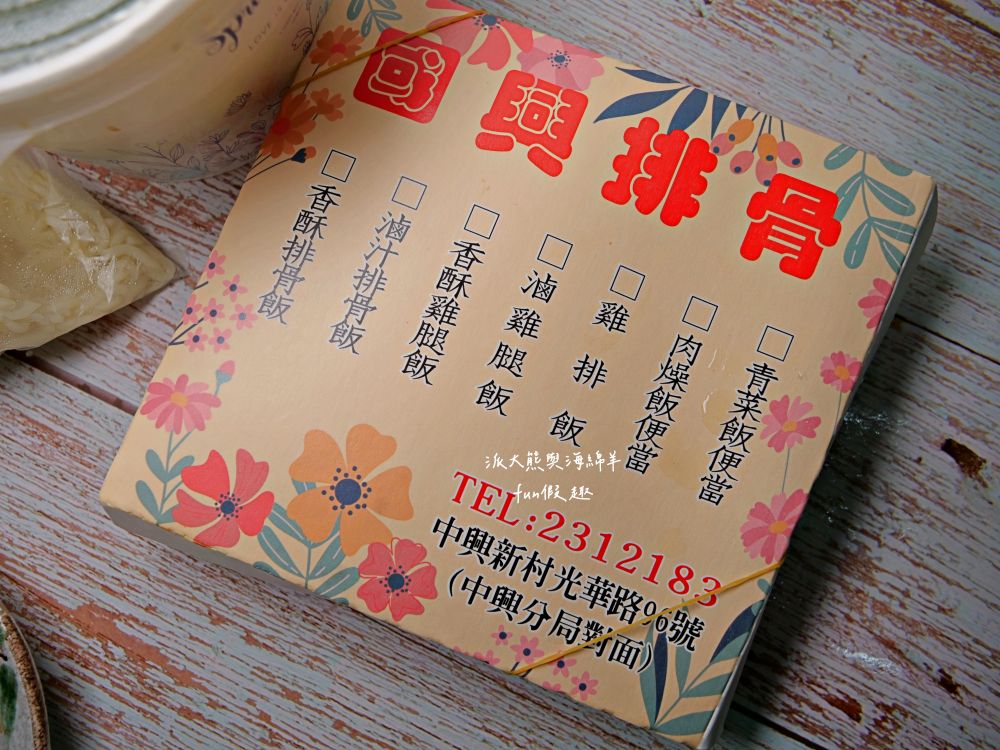 國興排骨
□香酥排骨飯
□滷汁排骨飯
□香酥雞腿飯
□滷雞腿飯
□雞排飯
□肉燥飯便當
□青菜飯便當
派大熊與海綿羊
fun假趣
TEL:2312183
中興新村光華路96號
(中興分局對面)